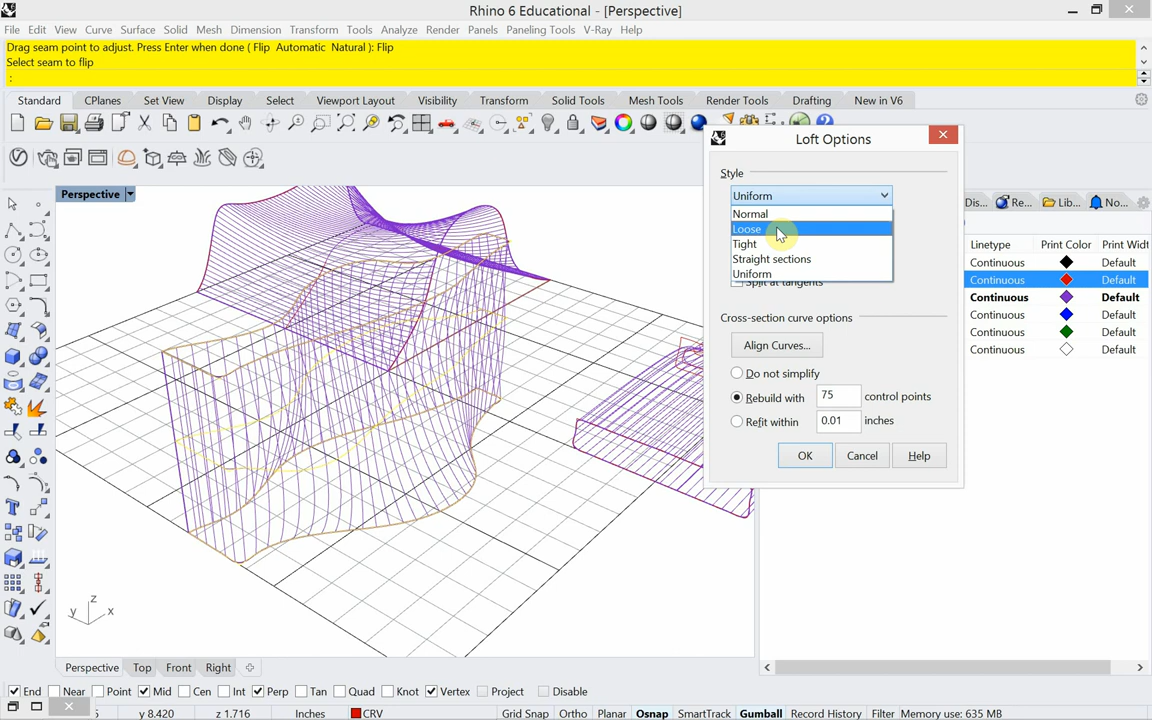 Rhino 6 Educational - [Perspective]
File Edit View Curve Surface Solid Mesh Dimension Transform Tools Analyze Render Panels Paneling Tools V-Ray Help
Drag seam point to adjust. Press Enter when done ( Flip Automatic Natural ): Flip
Select seam to flip
:
Standard CPlanes Set View Display Select Viewport Layout Visibility Transform Solid Tools Mesh Tools Render Tools Drafting New in V6
Loft Options
Style
Uniform
Normal
Loose
Tight
Straight sections
Uniform
Split at tangents
Cross-section curve options
Align Curves...
Do not simplify
Rebuild with 75 control points
Refit within 0.01 inches
OK Cancel Help
Perspective
Dis... Re... Lib... No...
Linetype Print Color Print Widt
Continuous Default
Continuous Default
Continuous Default
Continuous Default
Continuous Default
Continuous Default
z
y x
Perspective Top Front Right
End Near Point Mid Cen Int Perp Tan Quad Knot Vertex Project Disable
5 y 8.420 z 1.716 Inches CRV Grid Snap Ortho Planar Osnap SmartTrack Gumball Record History Filter Memory use: 635 MB